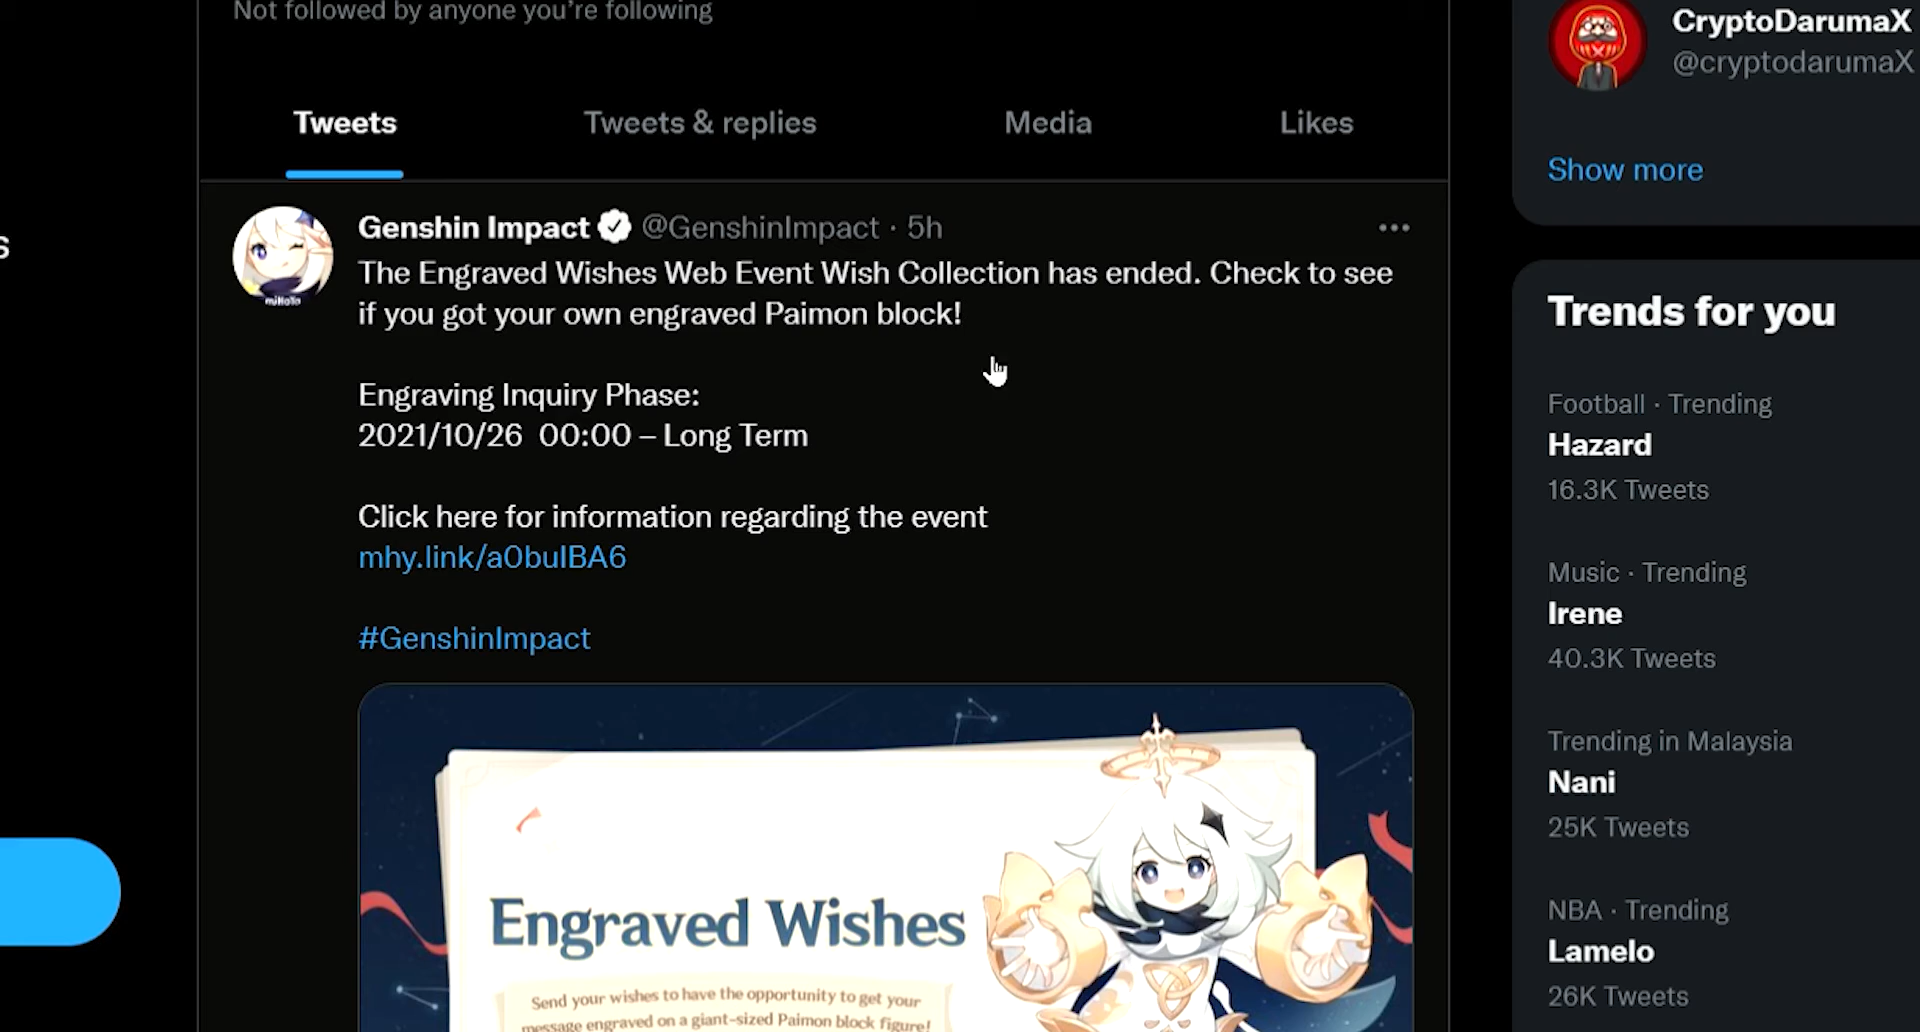 Not followed by anyone you're following
Tweets
Tweets & replies
Media
Likes
Genshin Impact @GenshinImpact · 5h
The Engraved Wishes Web Event Wish Collection has ended. Check to see
if you got your own engraved Paimon block!
Engraving Inquiry Phase:
2021/10/26 00:00 – Long Term
Click here for information regarding the event
mhy.link/a0buIBA6
#GenshinImpact
miHoYo
Engraved Wishes
Send your wishes to have the opportunity to get your
message engraved on a giant-sized Paimon block figure!
CryptoDarumaX
@cryptodarumaX
Show more
Trends for you
Football · Trending
Hazard
16.3K Tweets
Music · Trending
Irene
40.3K Tweets
Trending in Malaysia
Nani
25K Tweets
NBA · Trending
Lamelo
26K Tweets